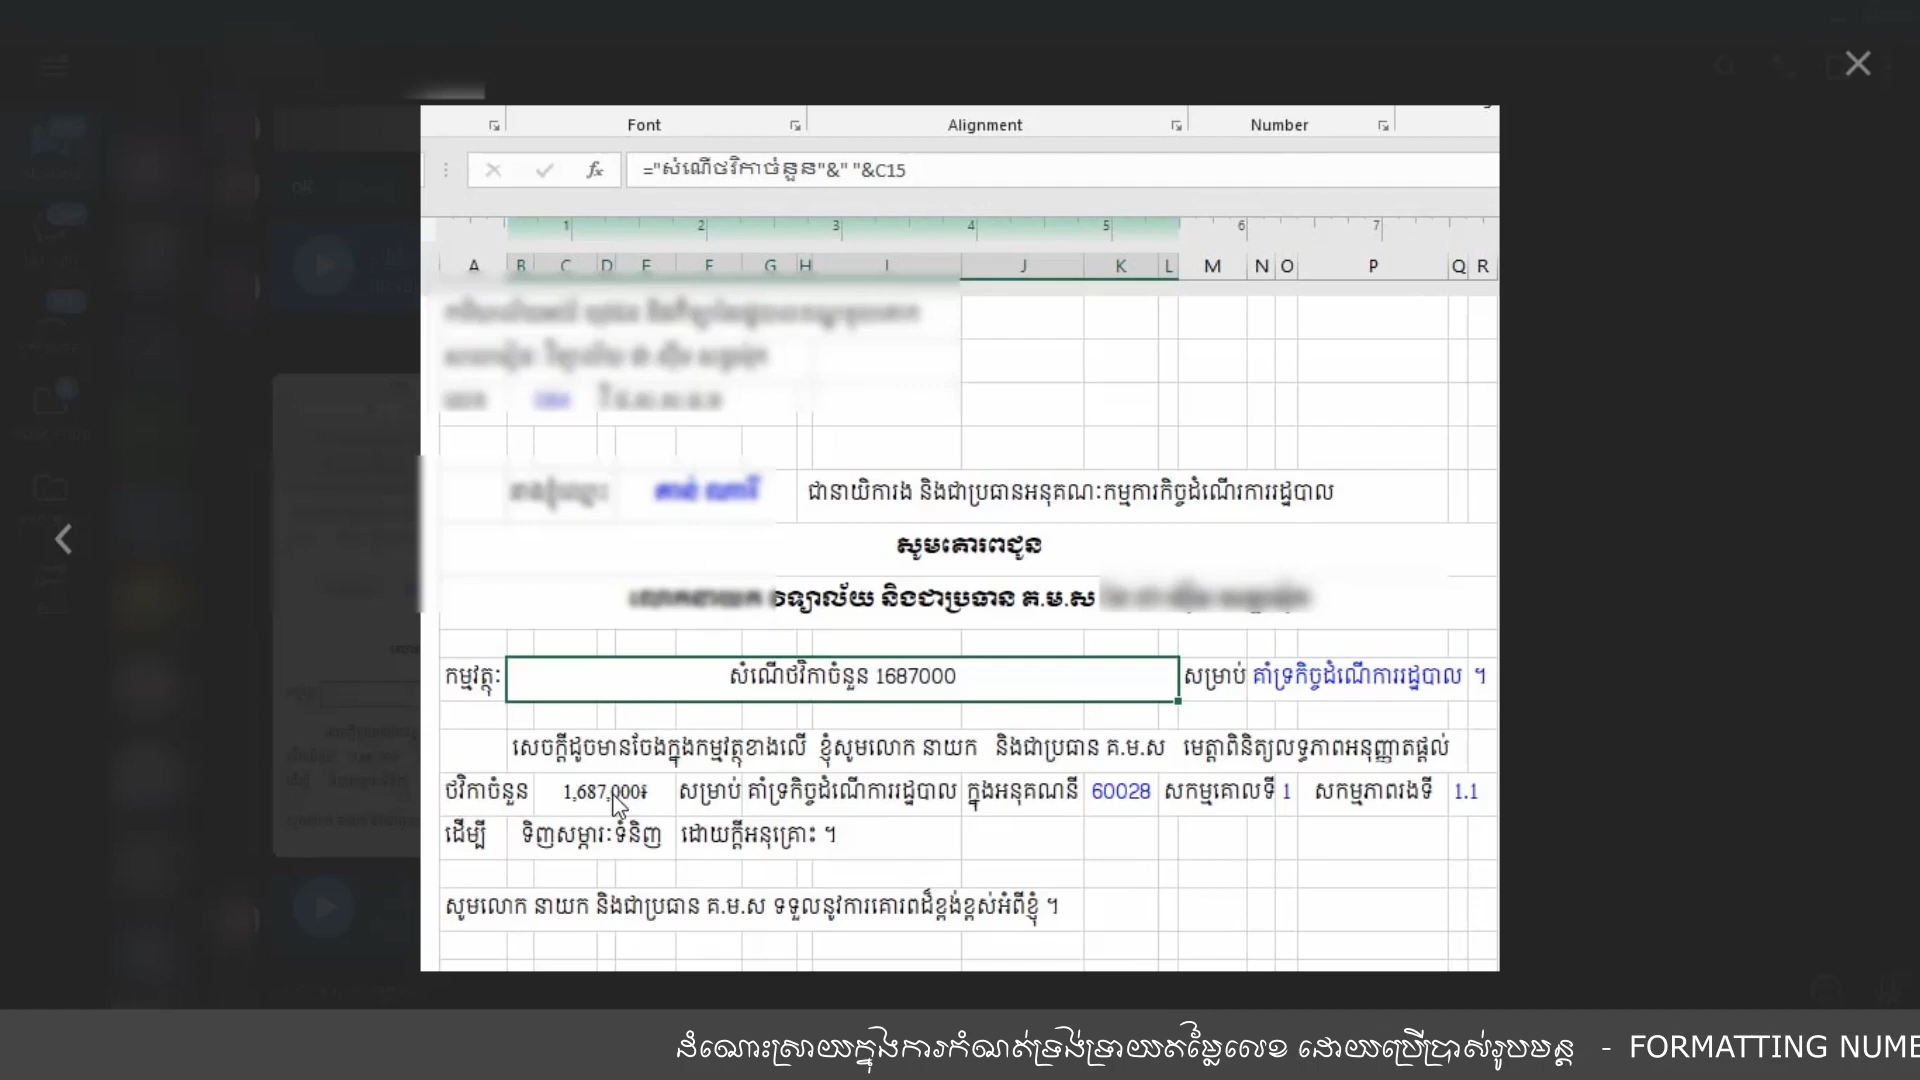 Font Alignment Number
="សំណើថវិកាចំនួន"&" "&C15
1 2 3 4 5 6 7
A B C D E F G H I J K L M N O P Q R
ជានាយិការង និងជាប្រធានអនុគណៈកម្មការកិច្ចដំណើរការរដ្ឋបាល
សូមគោរពជូន
វិទ្យាល័យ និងជាប្រធាន គ.ម.ស
កម្មវត្ថុៈ សំណើថវិកាចំនួន 1687000 សម្រាប់ គាំទ្រកិច្ចដំណើការរដ្ឋបាល ។
សេចក្ដីដូចមានចែងក្នុងកម្មវត្ថុខាងលើ ខ្ញុំសូមលោក នាយក និងជាប្រធាន គ.ម.ស មេត្តាពិនិត្យលទ្ធភាពអនុញ្ញាតផ្ដល់
ថវិកាចំនួន 1,687,000៛ សម្រាប់ គាំទ្រកិច្ចដំណើការរដ្ឋបាល ក្នុងអនុគណនី 60028 សកម្មគោលទី 1 សកម្មភាពរងទី 1.1
ដើម្បី ទិញសម្ភារៈទំនិញ ដោយក្ដីអនុគ្រោះ ។
សូមលោក នាយក និងជាប្រធាន គ.ម.ស ទទួលនូវការគោរពដ៏ខ្ពង់ខ្ពស់អំពីខ្ញុំ ។
ដំណោះស្រាយក្នុងការកំណត់ទ្រង់ទ្រាយតម្លៃលេខ ដោយប្រើប្រាស់រូបមន្ត - FORMATTING NUME